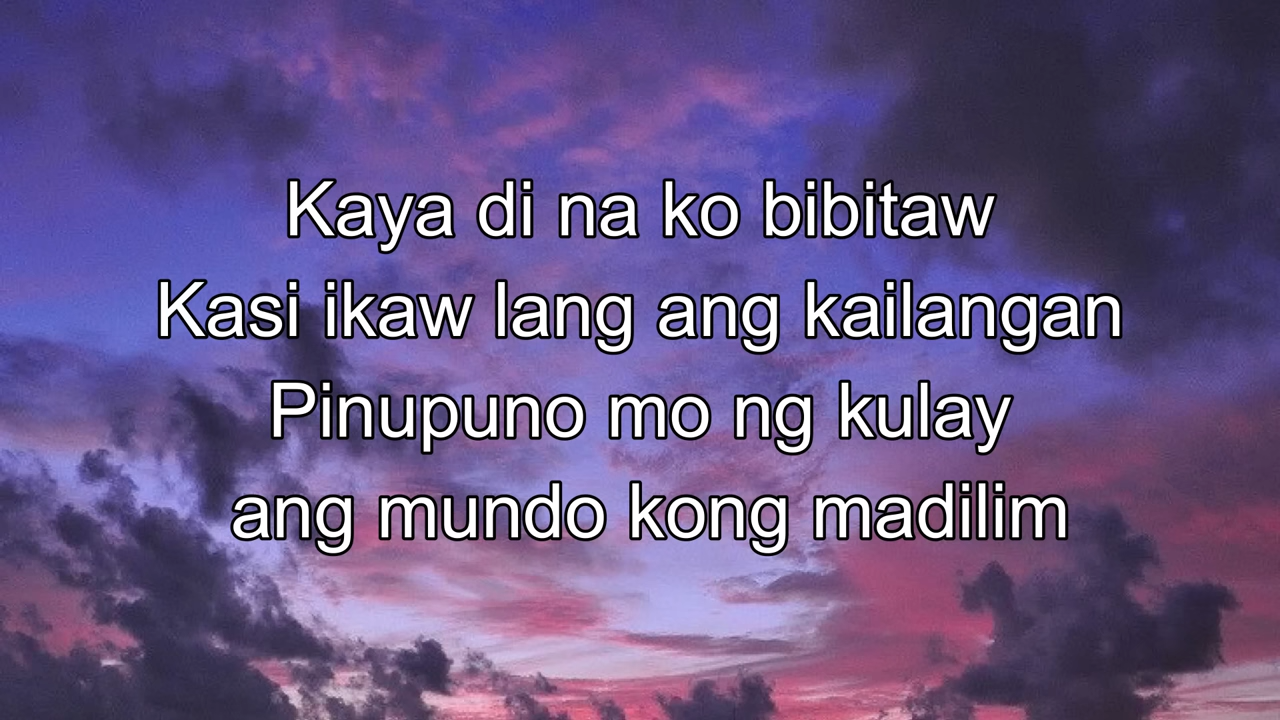 Kaya di na ko bibitaw
Kasi ikaw lang ang kailangan
Pinupuno mo ng kulay
ang mundo kong madilim